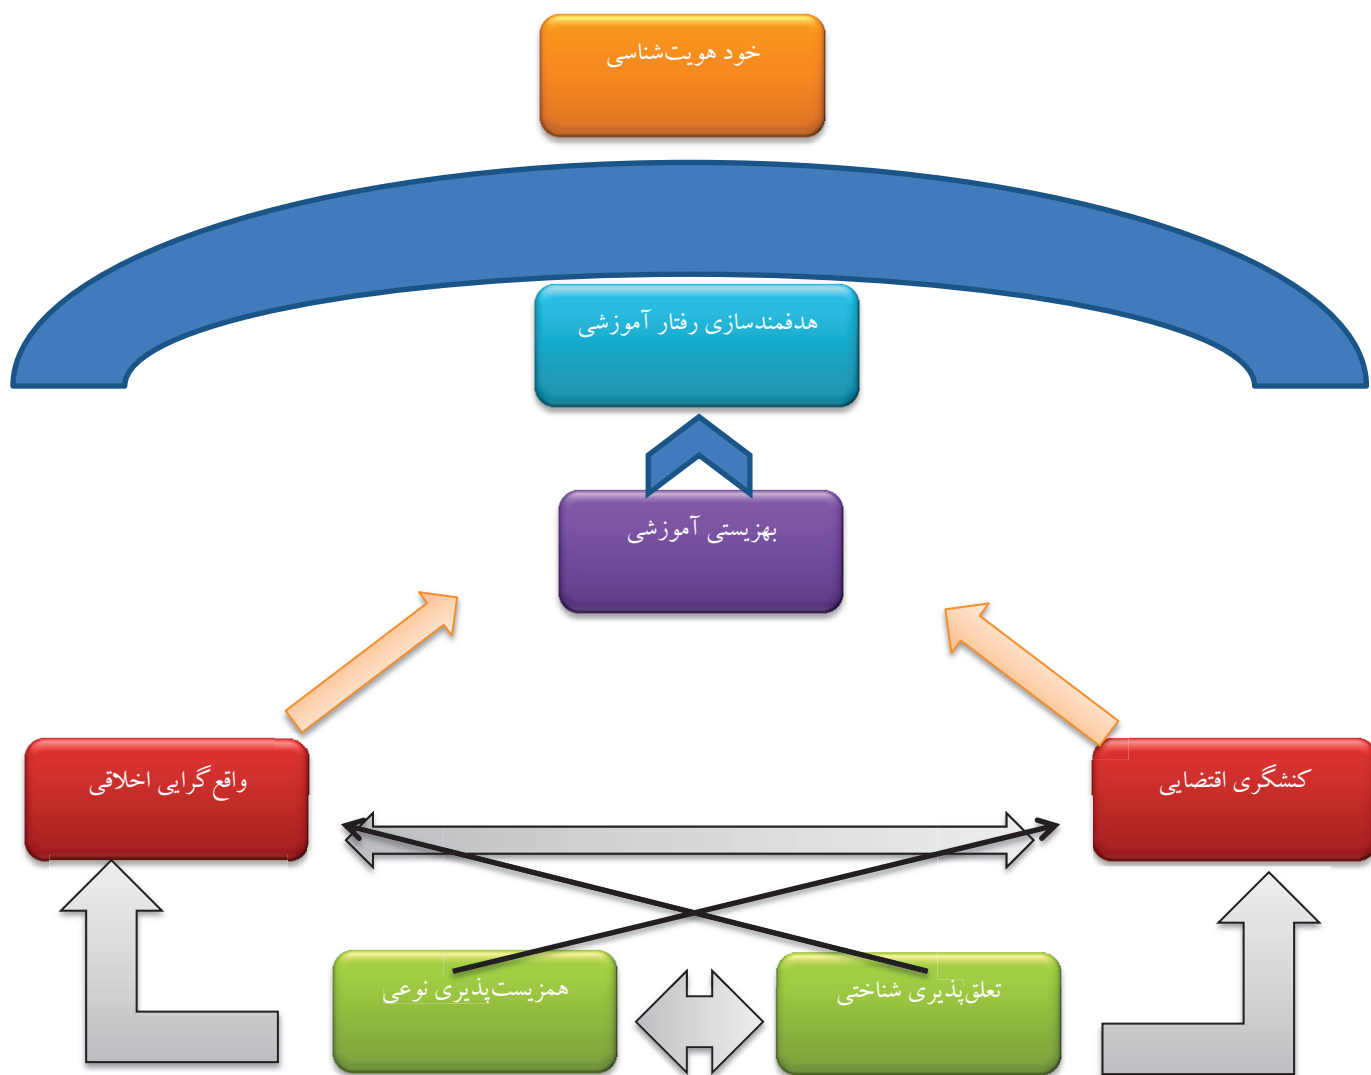 خود هویت‌شناسی
هدفمندسازی رفتار آموزشی
بهزیستی آموزشی
کنشگری اقتضایی
واقع‌گرایی اخلاقی
تعلق‌پذیری شناختی
همزیست‌پذیری نوعی